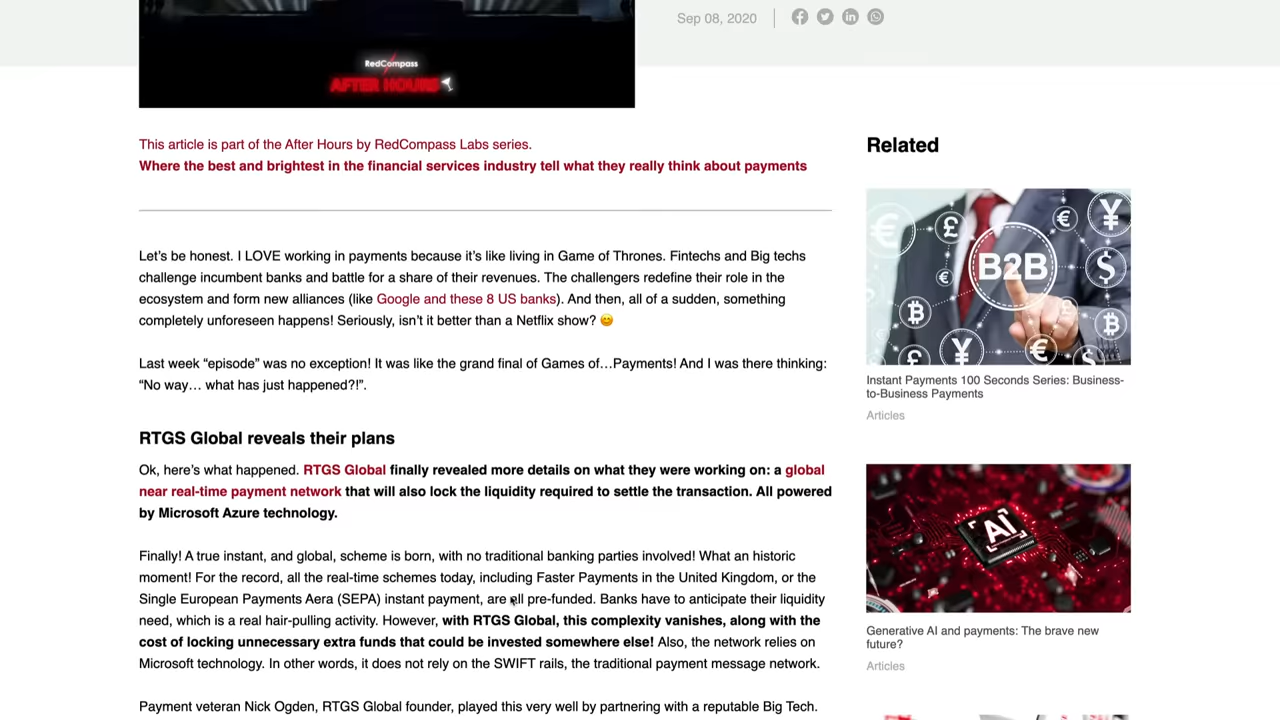 Sep 08, 2020
RedCompass
AFTER HOURS
This article is part of the After Hours by RedCompass Labs series.
Where the best and brightest in the financial services industry tell what they really think about payments
Let’s be honest. I LOVE working in payments because it’s like living in Game of Thrones. Fintechs and Big techs
challenge incumbent banks and battle for a share of their revenues. The challengers redefine their role in the
ecosystem and form new alliances (like Google and these 8 US banks). And then, all of a sudden, something
completely unforeseen happens! Seriously, isn’t it better than a Netflix show? 😊
Last week “episode” was no exception! It was like the grand final of Games of…Payments! And I was there thinking:
“No way… what has just happened?!”.
RTGS Global reveals their plans
Ok, here’s what happened. RTGS Global finally revealed more details on what they were working on: a global
near real-time payment network that will also lock the liquidity required to settle the transaction. All powered
by Microsoft Azure technology.
Finally! A true instant, and global, scheme is born, with no traditional banking parties involved! What an historic
moment! For the record, all the real-time schemes today, including Faster Payments in the United Kingdom, or the
Single European Payments Aera (SEPA) instant payment, are all pre-funded. Banks have to anticipate their liquidity
need, which is a real hair-pulling activity. However, with RTGS Global, this complexity vanishes, along with the
cost of locking unnecessary extra funds that could be invested somewhere else! Also, the network relies on
Microsoft technology. In other words, it does not rely on the SWIFT rails, the traditional payment message network.
Payment veteran Nick Ogden, RTGS Global founder, played this very well by partnering with a reputable Big Tech.
Related
B2B
Instant Payments 100 Seconds Series: Business-
to-Business Payments
Articles
AI
Generative AI and payments: The brave new
future?
Articles